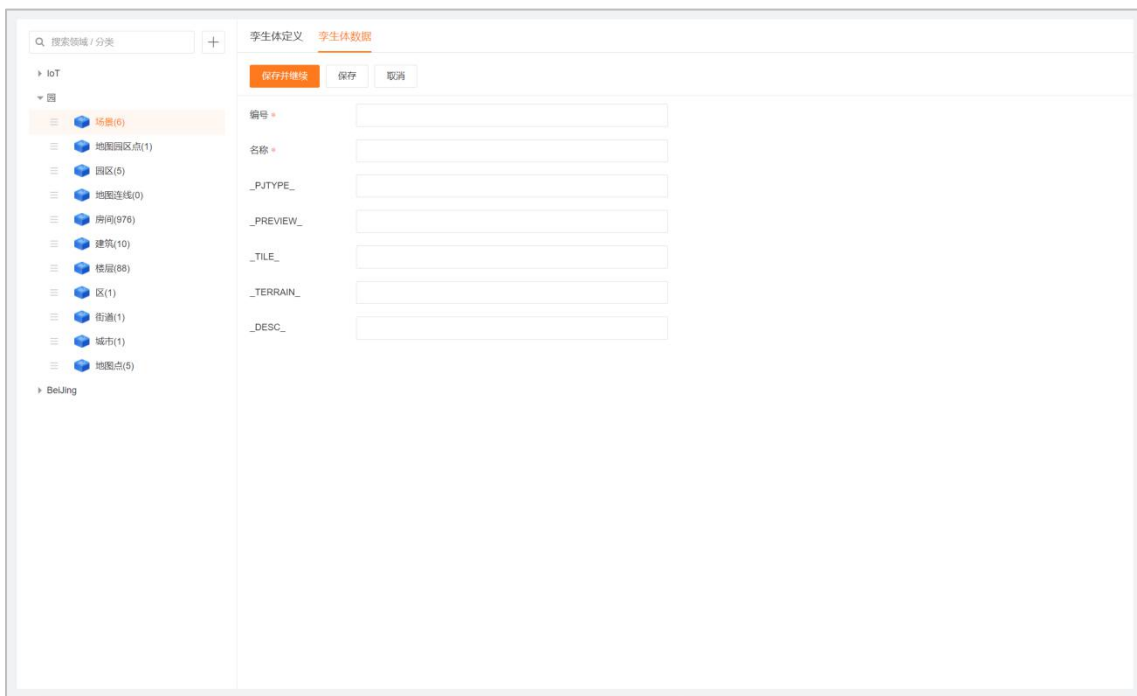 搜索领域 / 分类
IoT
园
场景(6)
地图园区点(1)
园区(5)
地图连线(0)
房间(976)
建筑(10)
楼层(88)
区(1)
街道(1)
城市(1)
地图点(5)
BeiJing
孪生体定义 孪生体数据
保存并继续 保存 取消
编号 *
名称 *
_PJTYPE_
_PREVIEW_
_TILE_
_TERRAIN_
_DESC_